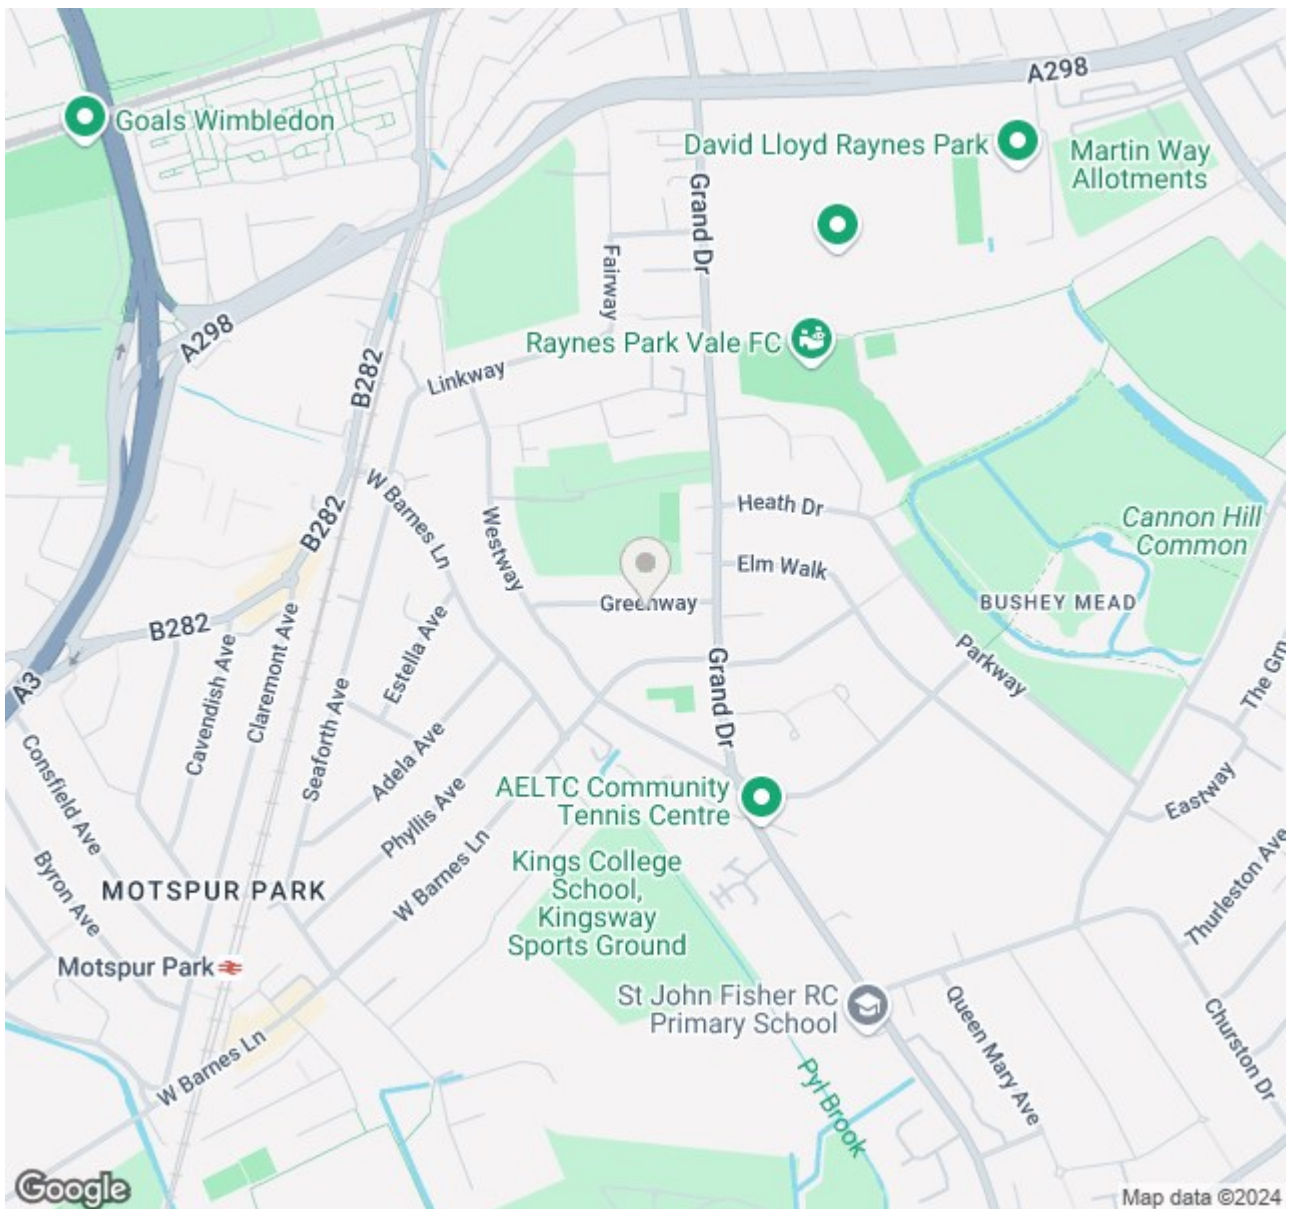 A298
Goals Wimbledon
David Lloyd Raynes Park
Martin Way
Allotments
Grand Dr
Fairway
A298
Raynes Park Vale FC
B282
Linkway
W Barnes Ln
B282
Westway
Heath Dr
Cannon Hill
Common
Elm Walk
Greenway
BUSHEY MEAD
B282
Estella Ave
Claremont Ave
Cavendish Ave
Parkway
The Grn
A3
Seaforth Ave
Grand Dr
Adela Ave
Consfield Ave
AELTC Community
Tennis Centre
Eastway
Phyllis Ave
Kings College
School,
Kingsway
Sports Ground
Byron Ave
MOTSPUR PARK
W Barnes Ln
Thurleston Ave
Motspur Park
St John Fisher RC
Primary School
Queen Mary Ave
Churston Dr
W Barnes Ln
Pyl Brook
Google
Map data ©2024